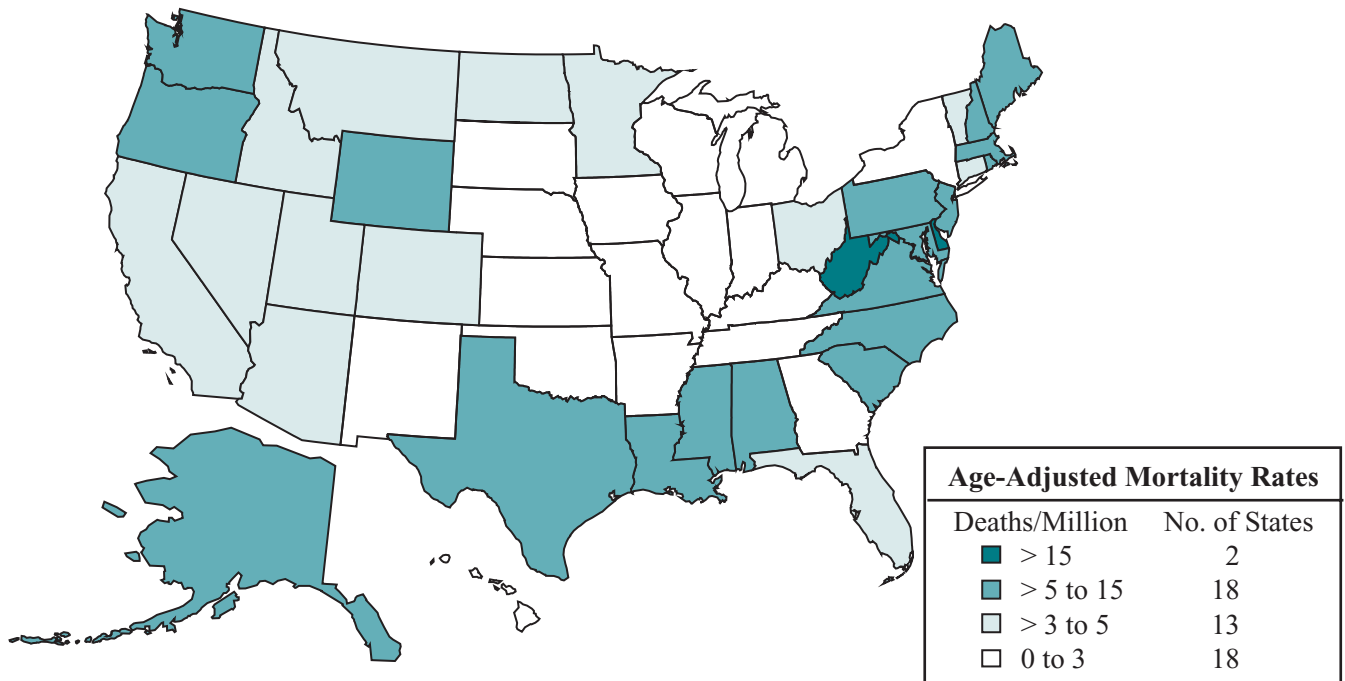 Age-Adjusted Mortality Rates
Deaths/Million No. of States
> 15 2
> 5 to 15 18
> 3 to 5 13
0 to 3 18